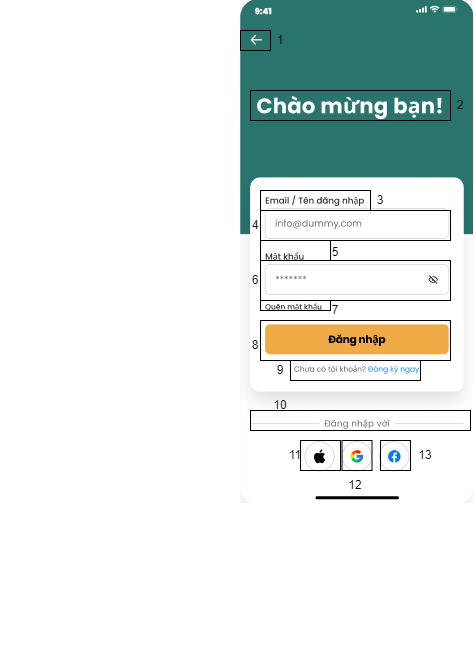 9:41
1
Chào mừng bạn!
2
Email / Tên đăng nhập
3
4
info@dummy.com
Mật khẩu
5
6
*******
Quên mật khẩu
7
8
Đăng nhập
9
Chưa có tài khoản? Đăng ký ngay
10
Đăng nhập với
11
13
12